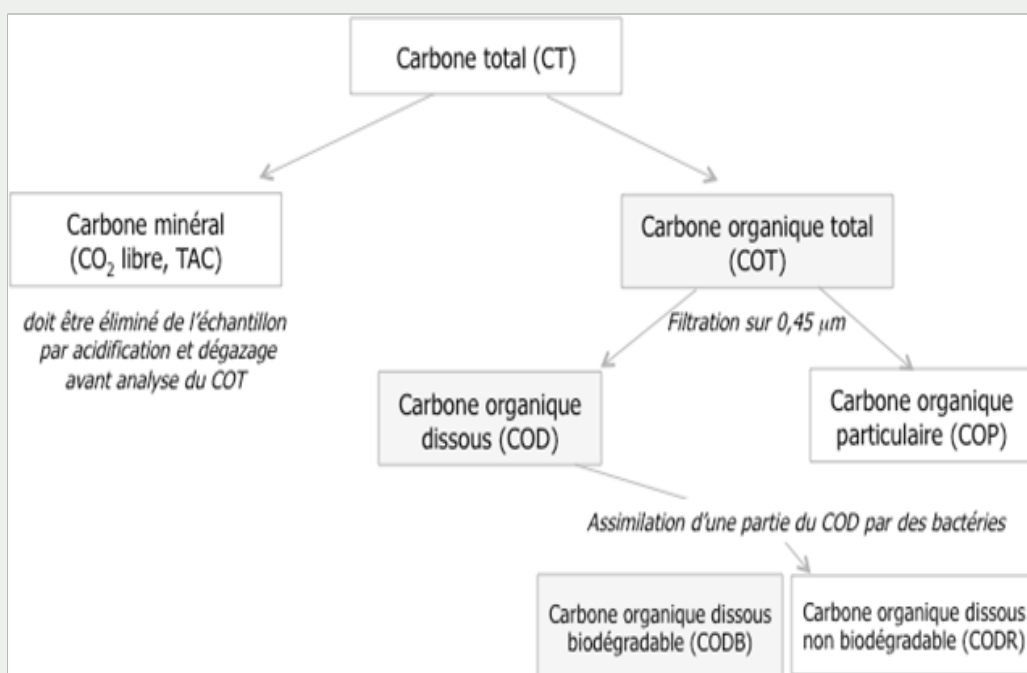 Carbone total (CT)
Carbone minéral
(CO₂ libre, TAC)
doit être éliminé de l'échantillon
par acidification et dégazage
avant analyse du COT
Carbone organique total
(COT)
Filtration sur 0,45 μm
Carbone organique
dissous (COD)
Carbone organique
particulaire (COP)
Assimilation d'une partie du COD par des bactéries
Carbone organique dissous
biodégradable (CODB)
Carbone organique dissous
non biodégradable (CODR)